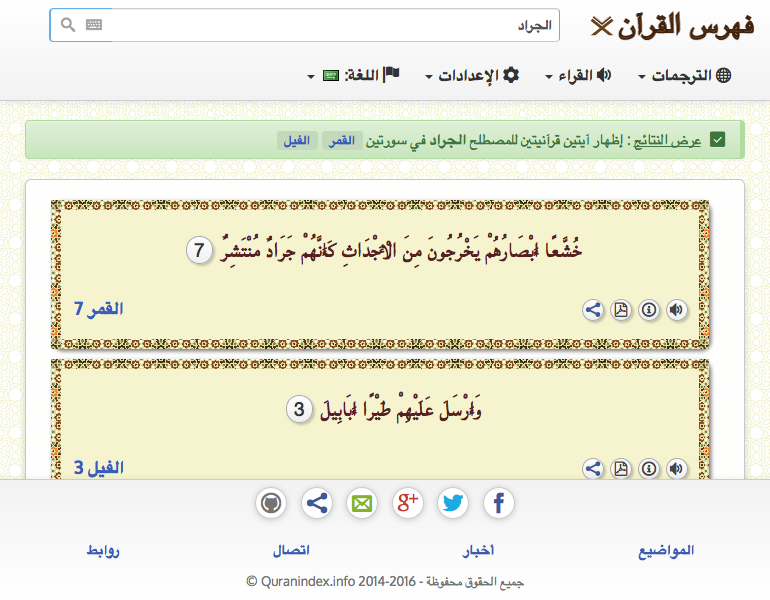 فهرس القرآن
الجراد
الترجمات
القراء
الإعدادات
اللغة:
عرض النتائج : إظهار آيتين قرآنيتين للمصطلح الجراد في سورتين القمر الفيل
خُشَّعًا أَبْصَارُهُمْ يَخْرُجُونَ مِنَ الْأَجْدَاثِ كَأَنَّهُمْ جَرَادٌ مُنْتَشِرٌ 7
القمر 7
وَأَرْسَلَ عَلَيْهِمْ طَيْرًا أَبَابِيلَ 3
الفيل 3
المواضيع
أخبار
اتصال
روابط
جميع الحقوق محفوظة - Quranindex.info 2014-2016 ©